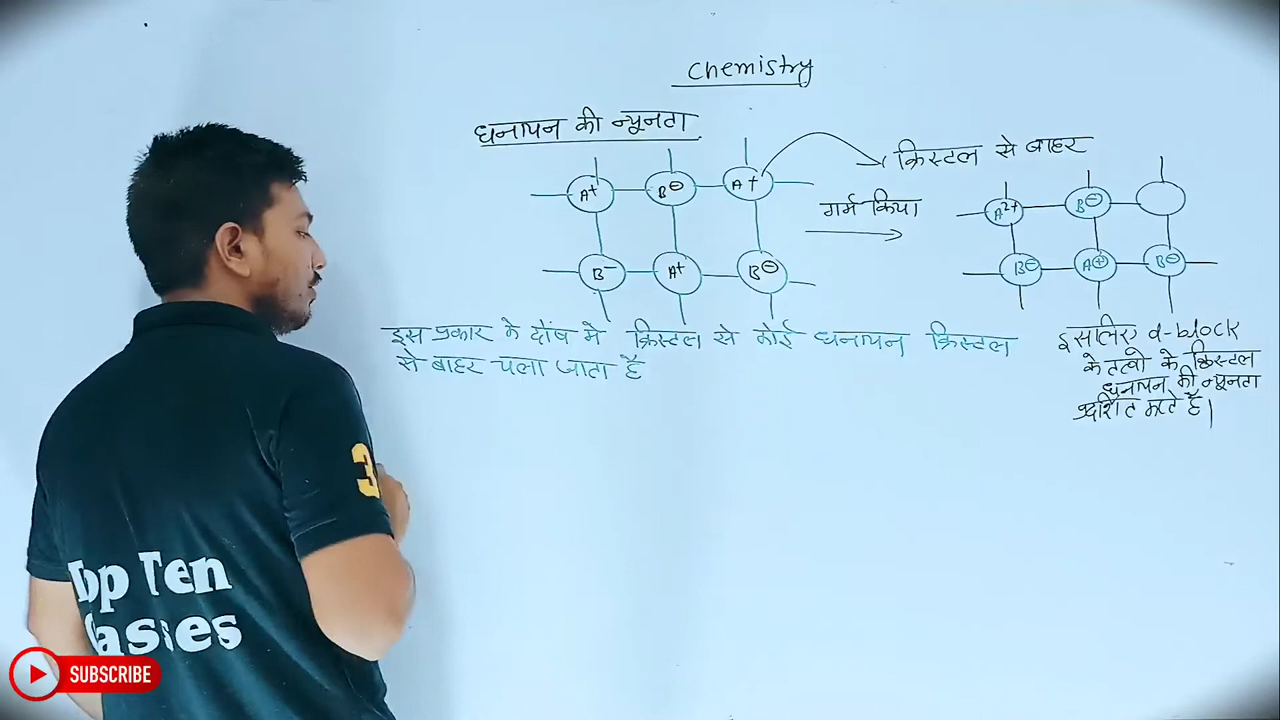 chemistry
धनायन की न्यूनता
क्रिस्टल से बाहर
A+ B⊖ A+
गर्म किया
A2+ B⊖
B- A+ B⊖
B⊖ A⊕ B⊖
इस प्रकार के दोष मे क्रिस्टल से कोई धनायन क्रिस्टल
से बाहर चला जाता है
इसलिए d-block
के तत्वो के क्रिस्टल
धनायन की न्यूनता
प्रदर्शित करते है।
3
Top Ten
Classes
SUBSCRIBE